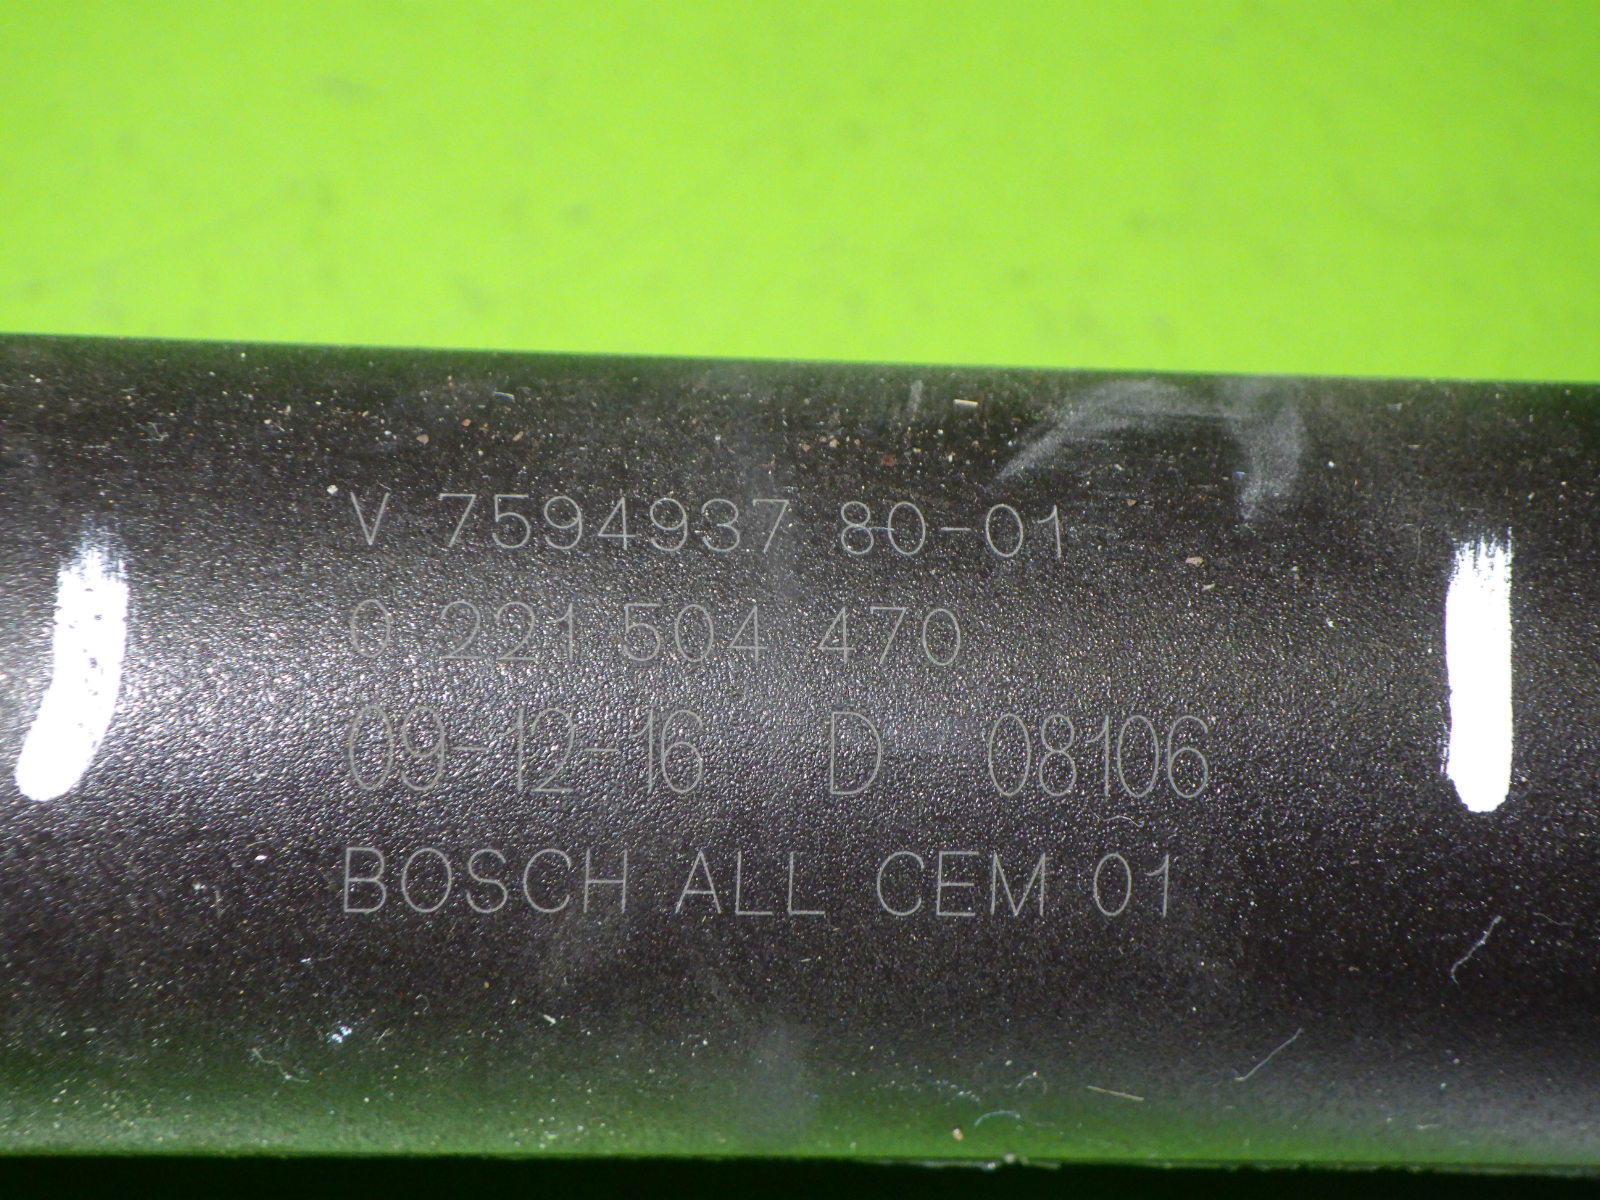 V 7594937 80-01
0 221 504 470
09-12-16 D 08106
BOSCH ALL CEM 01